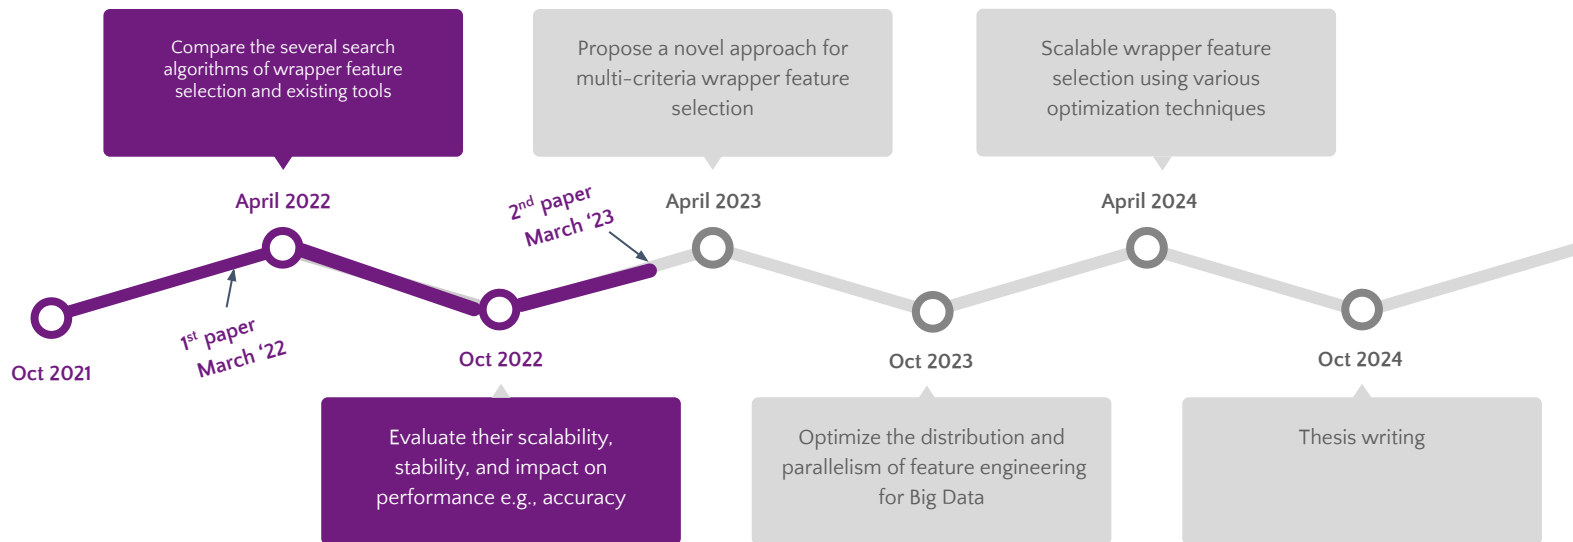 Compare the several search
algorithms of wrapper feature
selection and existing tools
Propose a novel approach for
multi-criteria wrapper feature
selection
Scalable wrapper feature
selection using various
optimization techniques
April 2022
2nd paper
March ‘23
April 2023
April 2024
1st paper
March ‘22
Oct 2021
Oct 2022
Oct 2023
Oct 2024
Evaluate their scalability,
stability, and impact on
performance e.g., accuracy
Optimize the distribution and
parallelism of feature engineering
for Big Data
Thesis writing